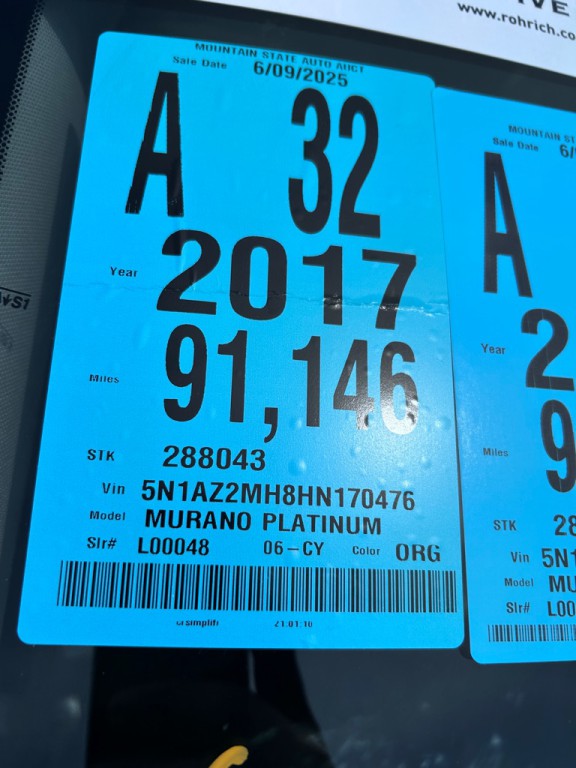 VE
www.rohrich.co
MOUNTAIN STATE AUTO AUCT
Sale Date 6/09/2025
A 32
Year 2017
Miles 91,146
STK 288043
Vin 5N1AZ2MH8HN170476
Model MURANO PLATINUM
Slr# L00048 06-CY Color ORG
21:01:10
MOUNTAIN ST
Sale Date 6/
A
Year 2
Miles 9
STK 28
Vin 5N1
Model MU
Slr# L00